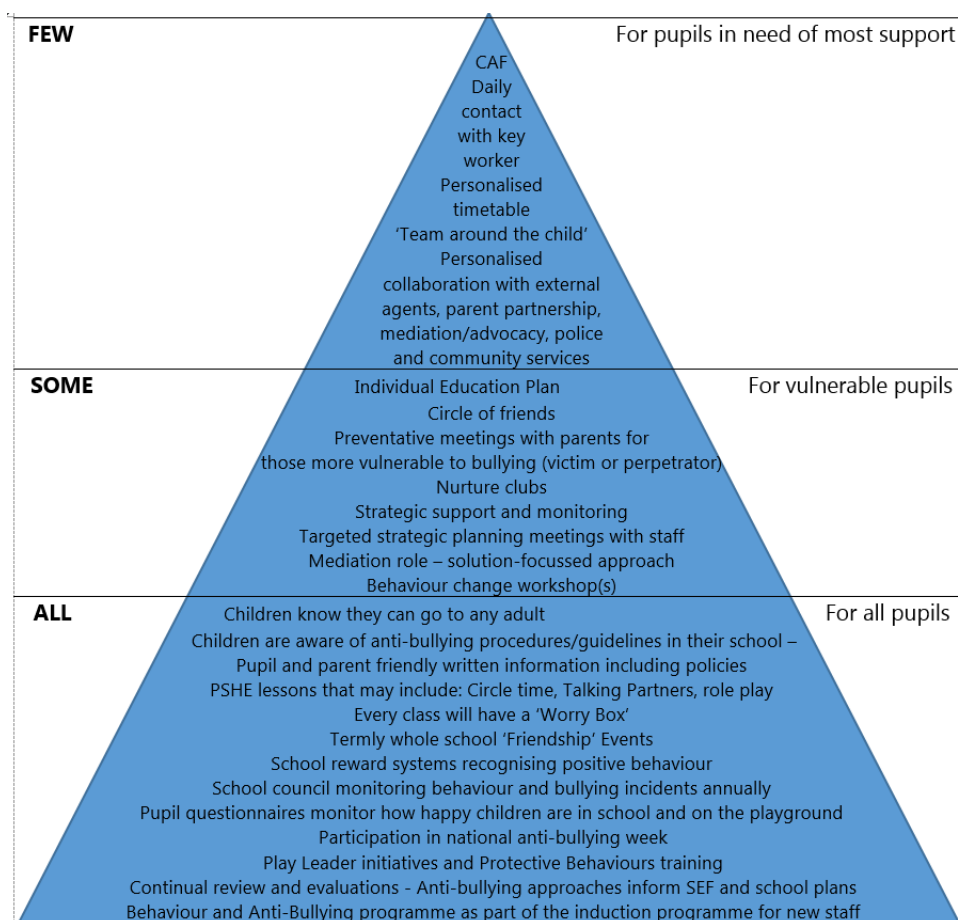 FEW
For pupils in need of most support
CAF
Daily
contact
with key
worker
Personalised
timetable
‘Team around the child’
Personalised
collaboration with external
agents, parent partnership,
mediation/advocacy, police
and community services
SOME
For vulnerable pupils
Individual Education Plan
Circle of friends
Preventative meetings with parents for
those more vulnerable to bullying (victim or perpetrator)
Nurture clubs
Strategic support and monitoring
Targeted strategic planning meetings with staff
Mediation role – solution-focussed approach
Behaviour change workshop(s)
ALL
For all pupils
Children know they can go to any adult
Children are aware of anti-bullying procedures/guidelines in their school –
Pupil and parent friendly written information including policies
PSHE lessons that may include: Circle time, Talking Partners, role play
Every class will have a ‘Worry Box’
Termly whole school ‘Friendship’ Events
School reward systems recognising positive behaviour
School council monitoring behaviour and bullying incidents annually
Pupil questionnaires monitor how happy children are in school and on the playground
Participation in national anti-bullying week
Play Leader initiatives and Protective Behaviours training
Continual review and evaluations - Anti-bullying approaches inform SEF and school plans
Behaviour and Anti-Bullying programme as part of the induction programme for new staff